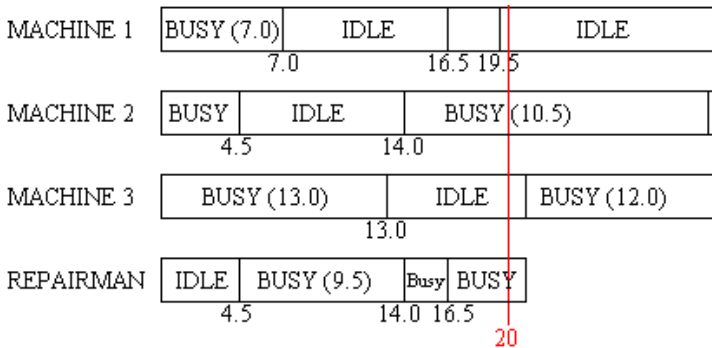 MACHINE 1 BUSY (7.0) IDLE IDLE
7.0 16.5 19.5
MACHINE 2 BUSY IDLE BUSY (10.5)
4.5 14.0
MACHINE 3 BUSY (13.0) IDLE BUSY (12.0)
13.0
REPAIRMAN IDLE BUSY (9.5) Busy BUSY
4.5 14.0 16.5
20